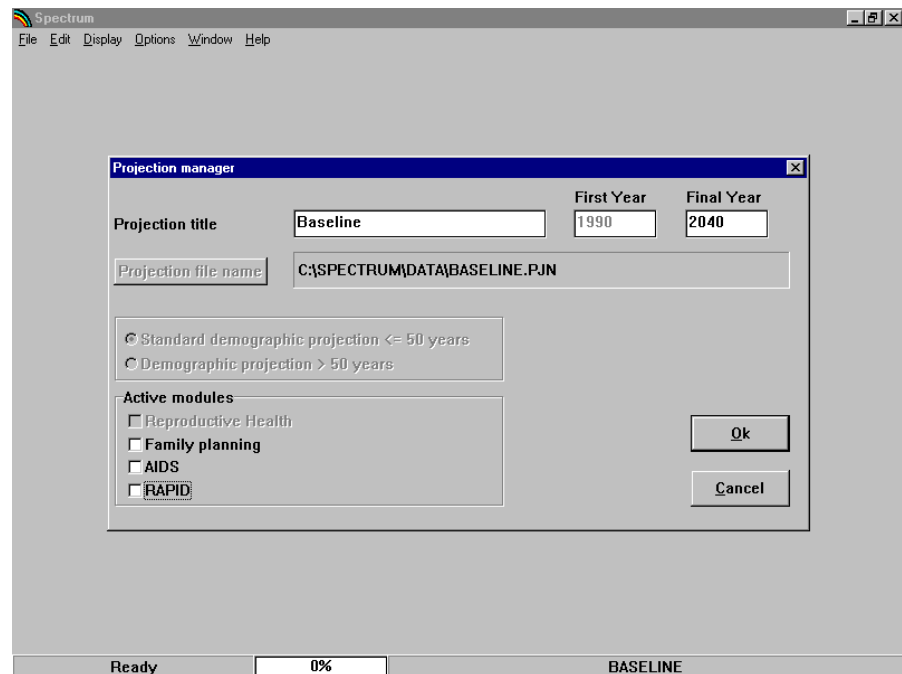 Spectrum
File Edit Display Options Window Help
Projection manager
First Year Final Year
Projection title Baseline 1990 2040
Projection file name C:\SPECTRUM\DATA\BASELINE.PJN
Standard demographic projection <= 50 years
Demographic projection > 50 years
Active modules
Reproductive Health
Family planning
AIDS
RAPID
Ok
Cancel
Ready 0% BASELINE